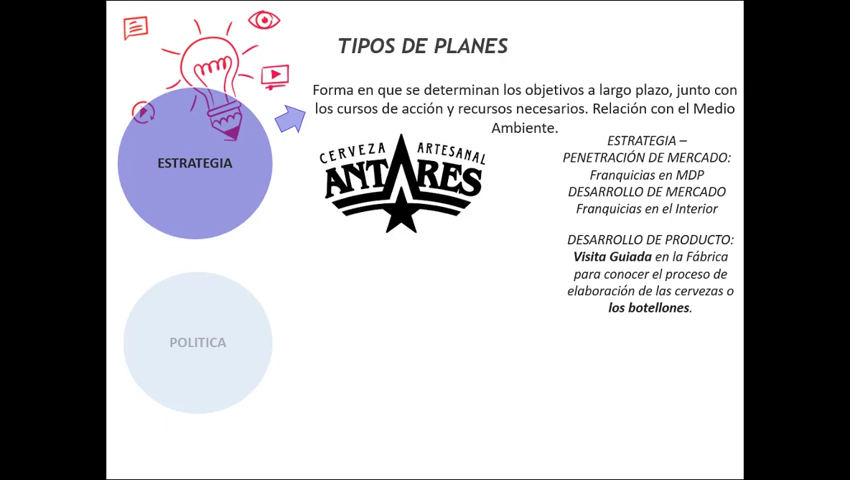 TIPOS DE PLANES
Forma en que se determinan los objetivos a largo plazo, junto con
los cursos de acción y recursos necesarios. Relación con el Medio
Ambiente.
ESTRATEGIA
CERVEZA ARTESANAL
ANTARES
ESTRATEGIA –
PENETRACIÓN DE MERCADO:
Franquicias en MDP
DESARROLLO DE MERCADO
Franquicias en el Interior
DESARROLLO DE PRODUCTO:
Visita Guiada en la Fábrica
para conocer el proceso de
elaboración de las cervezas o
los botellones.
POLITICA